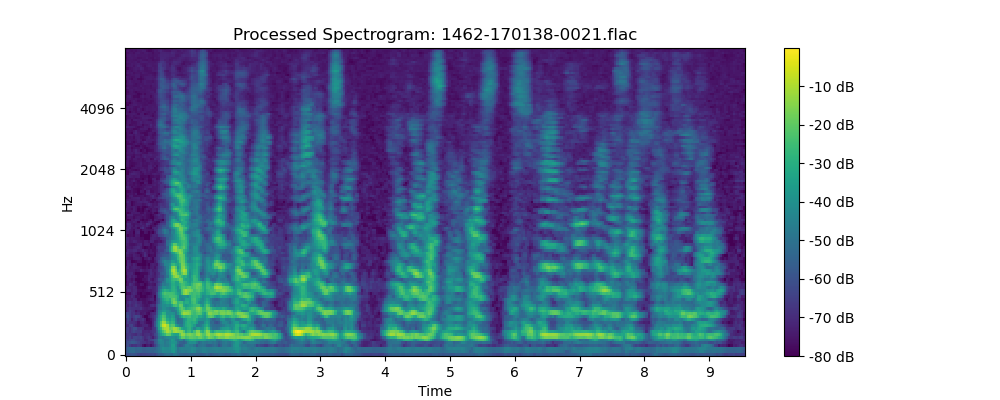 Processed Spectrogram: 1462-170138-0021.flac
Hz
4096
2048
1024
512
0
0 1 2 3 4 5 6 7 8 9
Time
-10 dB
-20 dB
-30 dB
-40 dB
-50 dB
-60 dB
-70 dB
-80 dB